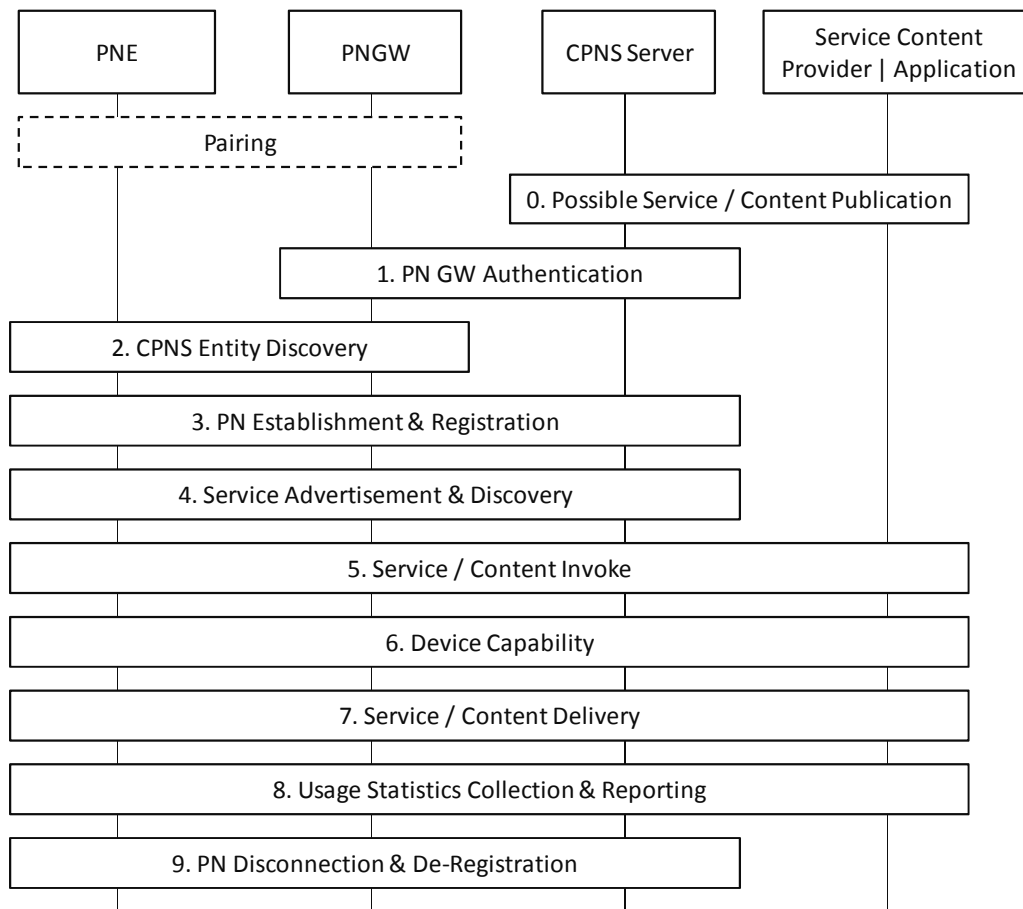 PNE
PNGW
CPNS Server
Service Content
Provider | Application
Pairing
0. Possible Service / Content Publication
1. PN GW Authentication
2. CPNS Entity Discovery
3. PN Establishment & Registration
4. Service Advertisement & Discovery
5. Service / Content Invoke
6. Device Capability
7. Service / Content Delivery
8. Usage Statistics Collection & Reporting
9. PN Disconnection & De-Registration